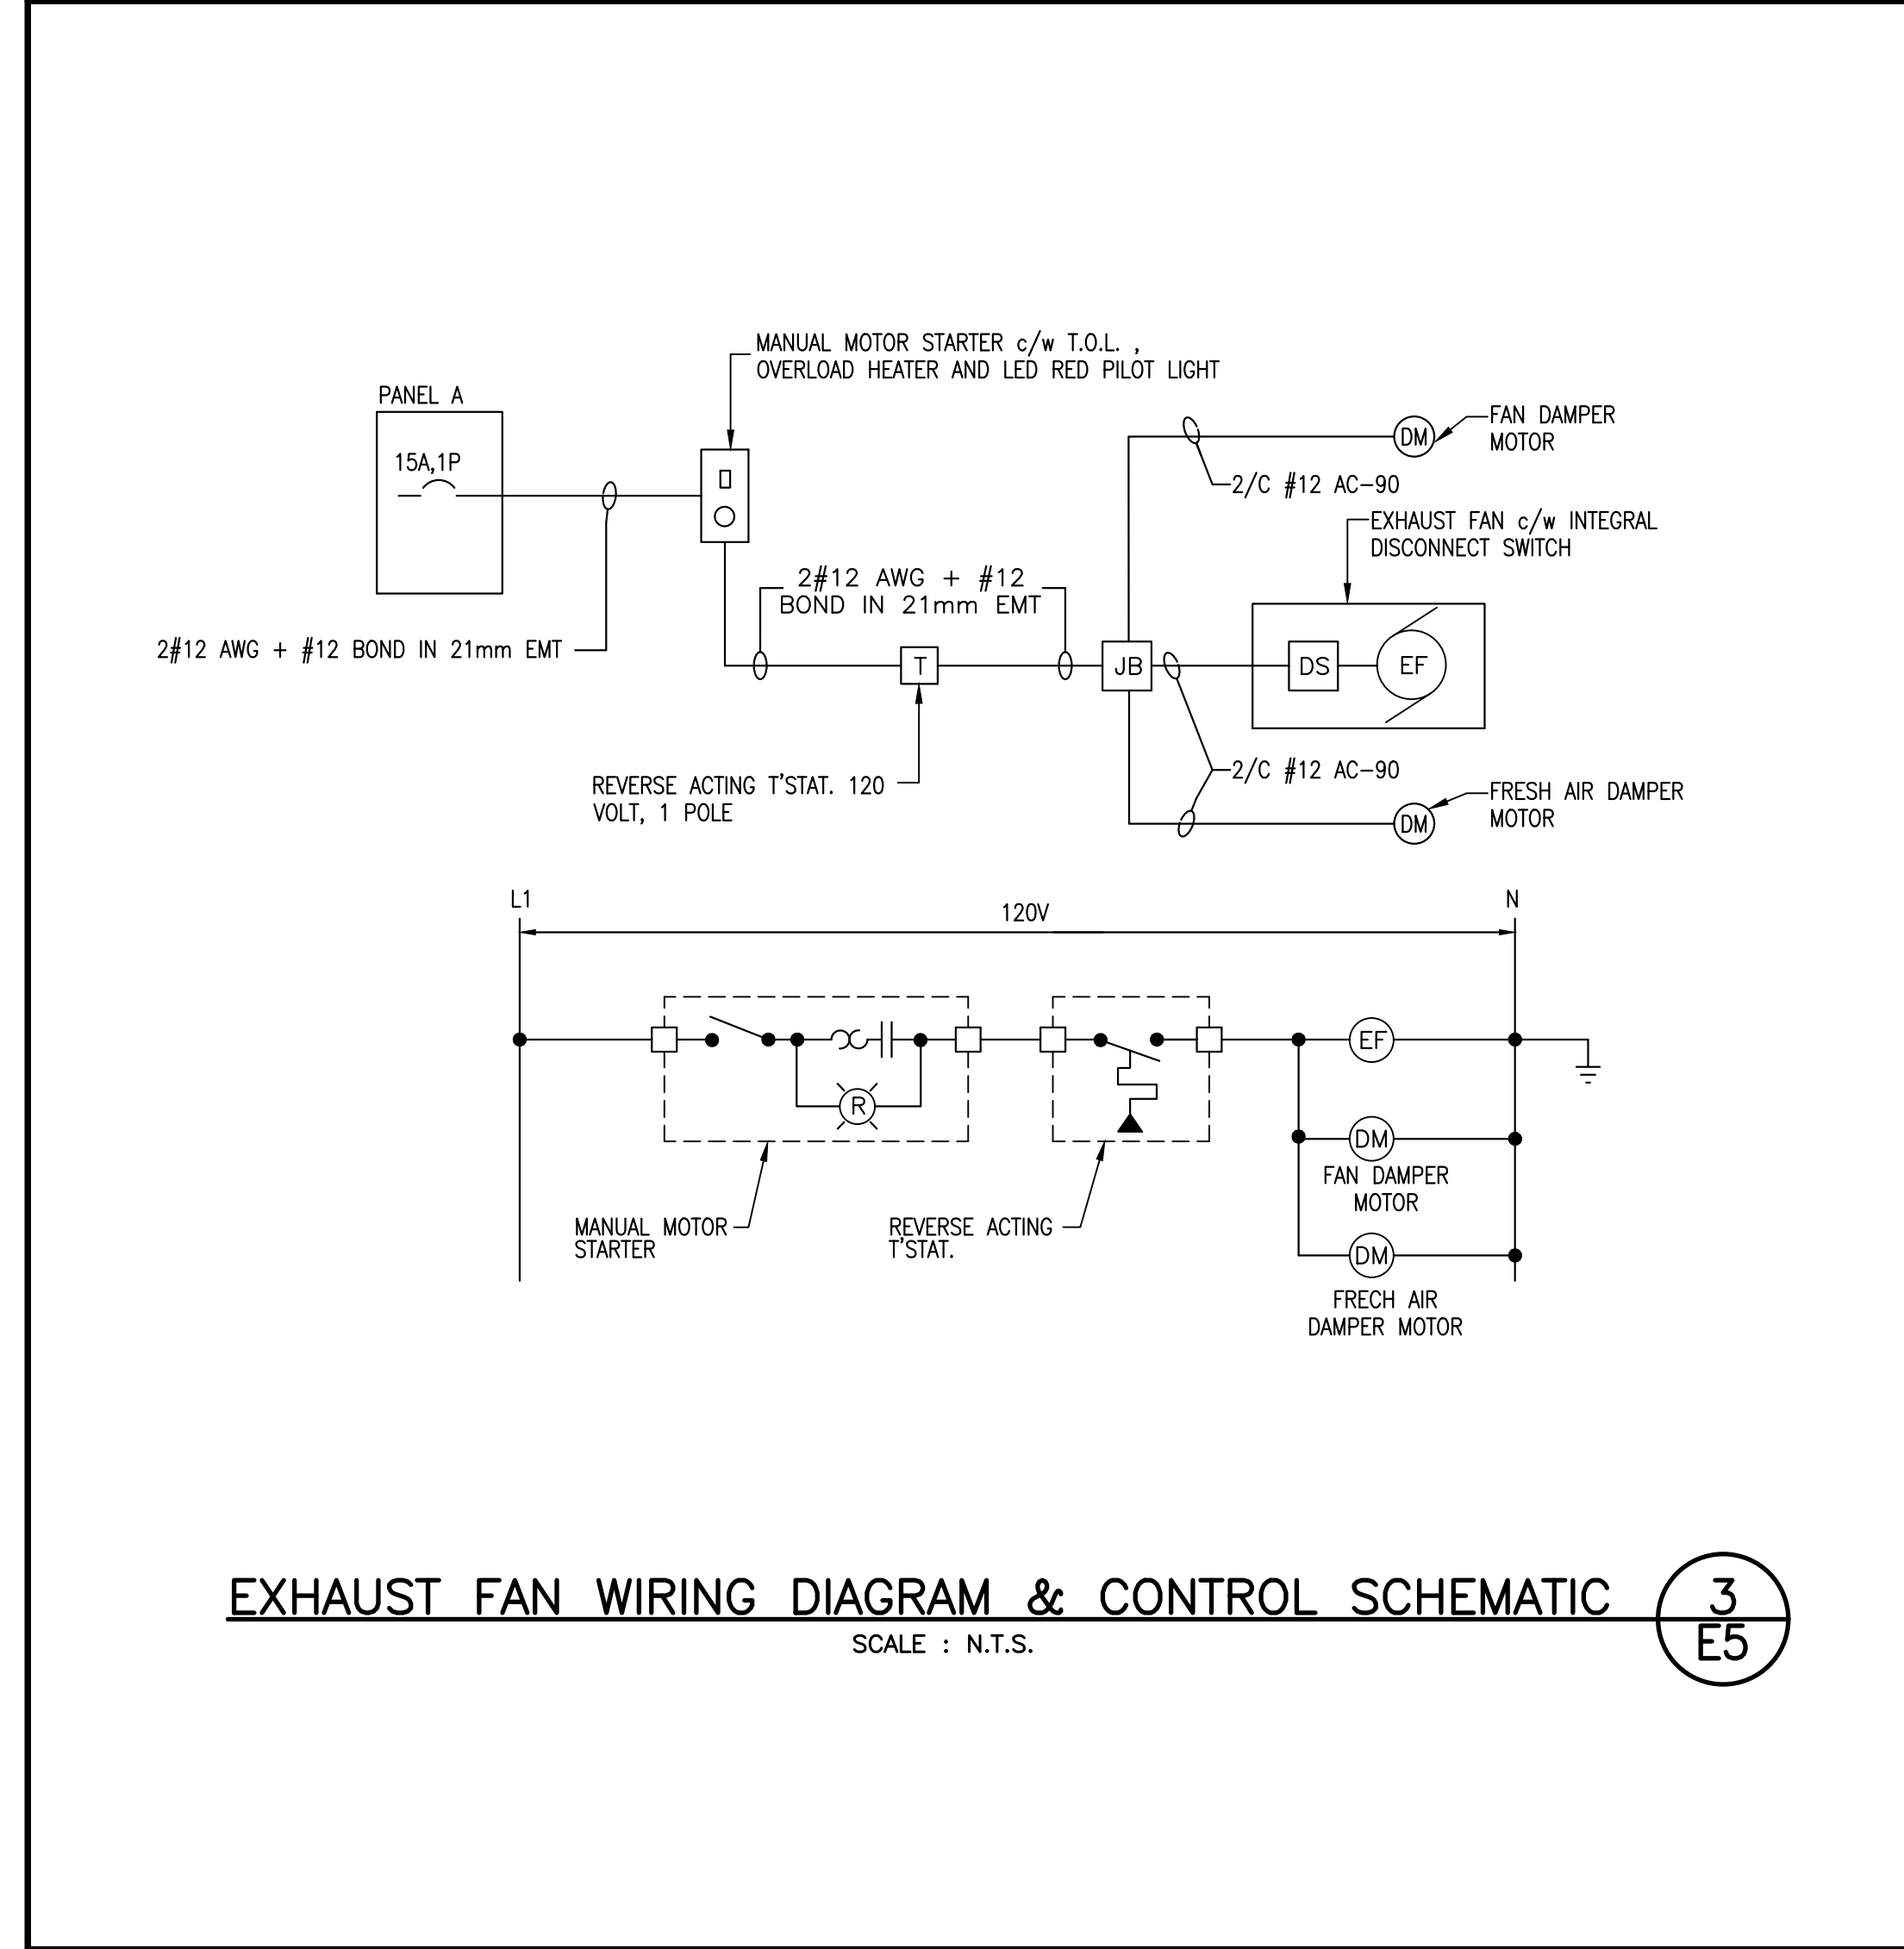 MANUAL MOTOR STARTER c/w T.O.L. ,
OVERLOAD HEATER AND LED RED PILOT LIGHT
PANEL A
15A,1P
FAN DAMPER
MOTOR
DM
2/C #12 AC-90
EXHAUST FAN c/w INTEGRAL
DISCONNECT SWITCH
2#12 AWG + #12
BOND IN 21mm EMT
2#12 AWG + #12 BOND IN 21mm EMT
T
JB
DS
EF
2/C #12 AC-90
REVERSE ACTING T'STAT. 120
VOLT, 1 POLE
FRESH AIR DAMPER
MOTOR
DM
L1
120V
N
EF
R
DM
FAN DAMPER
MOTOR
MANUAL MOTOR
STARTER
REVERSE ACTING
T'STAT.
DM
FRECH AIR
DAMPER MOTOR
EXHAUST FAN WIRING DIAGRAM & CONTROL SCHEMATIC
3
E5
SCALE : N.T.S.